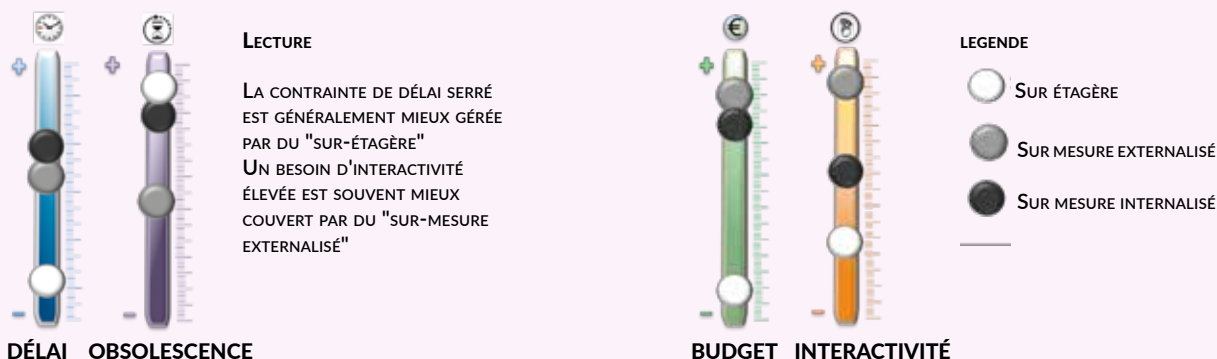 Lecture
La contrainte de délai serré
est généralement mieux gérée
par du "sur-étagère"
Un besoin d'interactivité
élevée est souvent mieux
couvert par du "sur-mesure
externalisé"
€
legende
Sur étagère
Sur mesure externalisé
Sur mesure internalisé
+
+
+
+
−
−
−
−
DÉLAI OBSOLESCENCE
BUDGET INTERACTIVITÉ